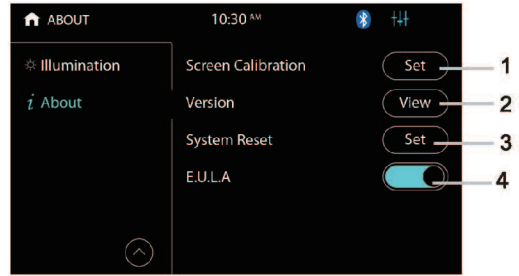 ABOUT 10:30 AM
Illumination Screen Calibration Set 1
i About Version View 2
System Reset Set 3
E.U.L.A 4